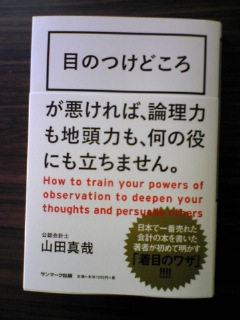 目のつけどころ
が悪ければ、論理力
も地頭力も、何の役
にも立ちません。
How to train your powers of
observation to deepen your
thoughts and persuade others
公認会計士
山田真哉
サンマーク出版
日本で一番売れた
会計の本を書いた
著者が初めて明かす
「着目のワザ」
!!!!